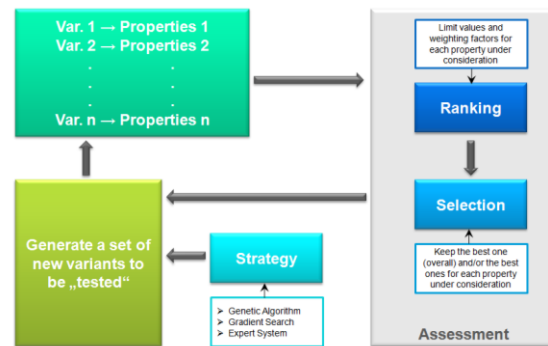 Var. 1 → Properties 1
Var. 2 → Properties 2
. .
. .
. .
Var. n → Properties n
Limit values and
weighting factors for
each property under
consideration
Ranking
Selection
Keep the best one
(overall) and/or the best
ones for each property
under consideration
Assessment
Generate a set of
new variants to
be „tested“
Strategy
➢ Genetic Algorithm
➢ Gradient Search
➢ Expert System